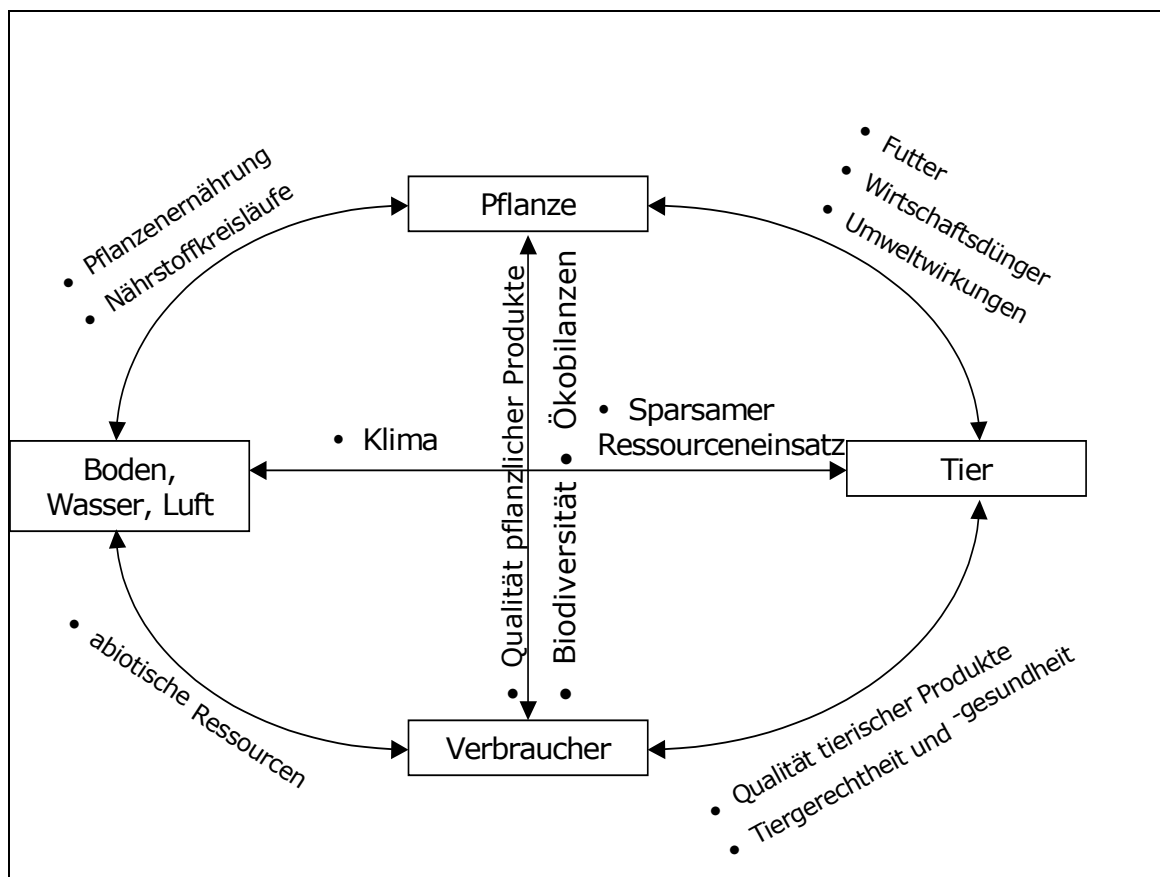 • Pflanzenernährung
• Nährstoffkreisläufe
Pflanze
• Futter
• Wirtschaftsdünger
• Umweltwirkungen
• Qualität pflanzlicher Produkte
• Biodiversität • Ökobilanzen
• Klima
• Sparsamer
Ressourceneinsatz
Boden,
Wasser, Luft
Tier
• abiotische Ressourcen
Verbraucher
• Qualität tierischer Produkte
• Tiergerechtheit und -gesundheit